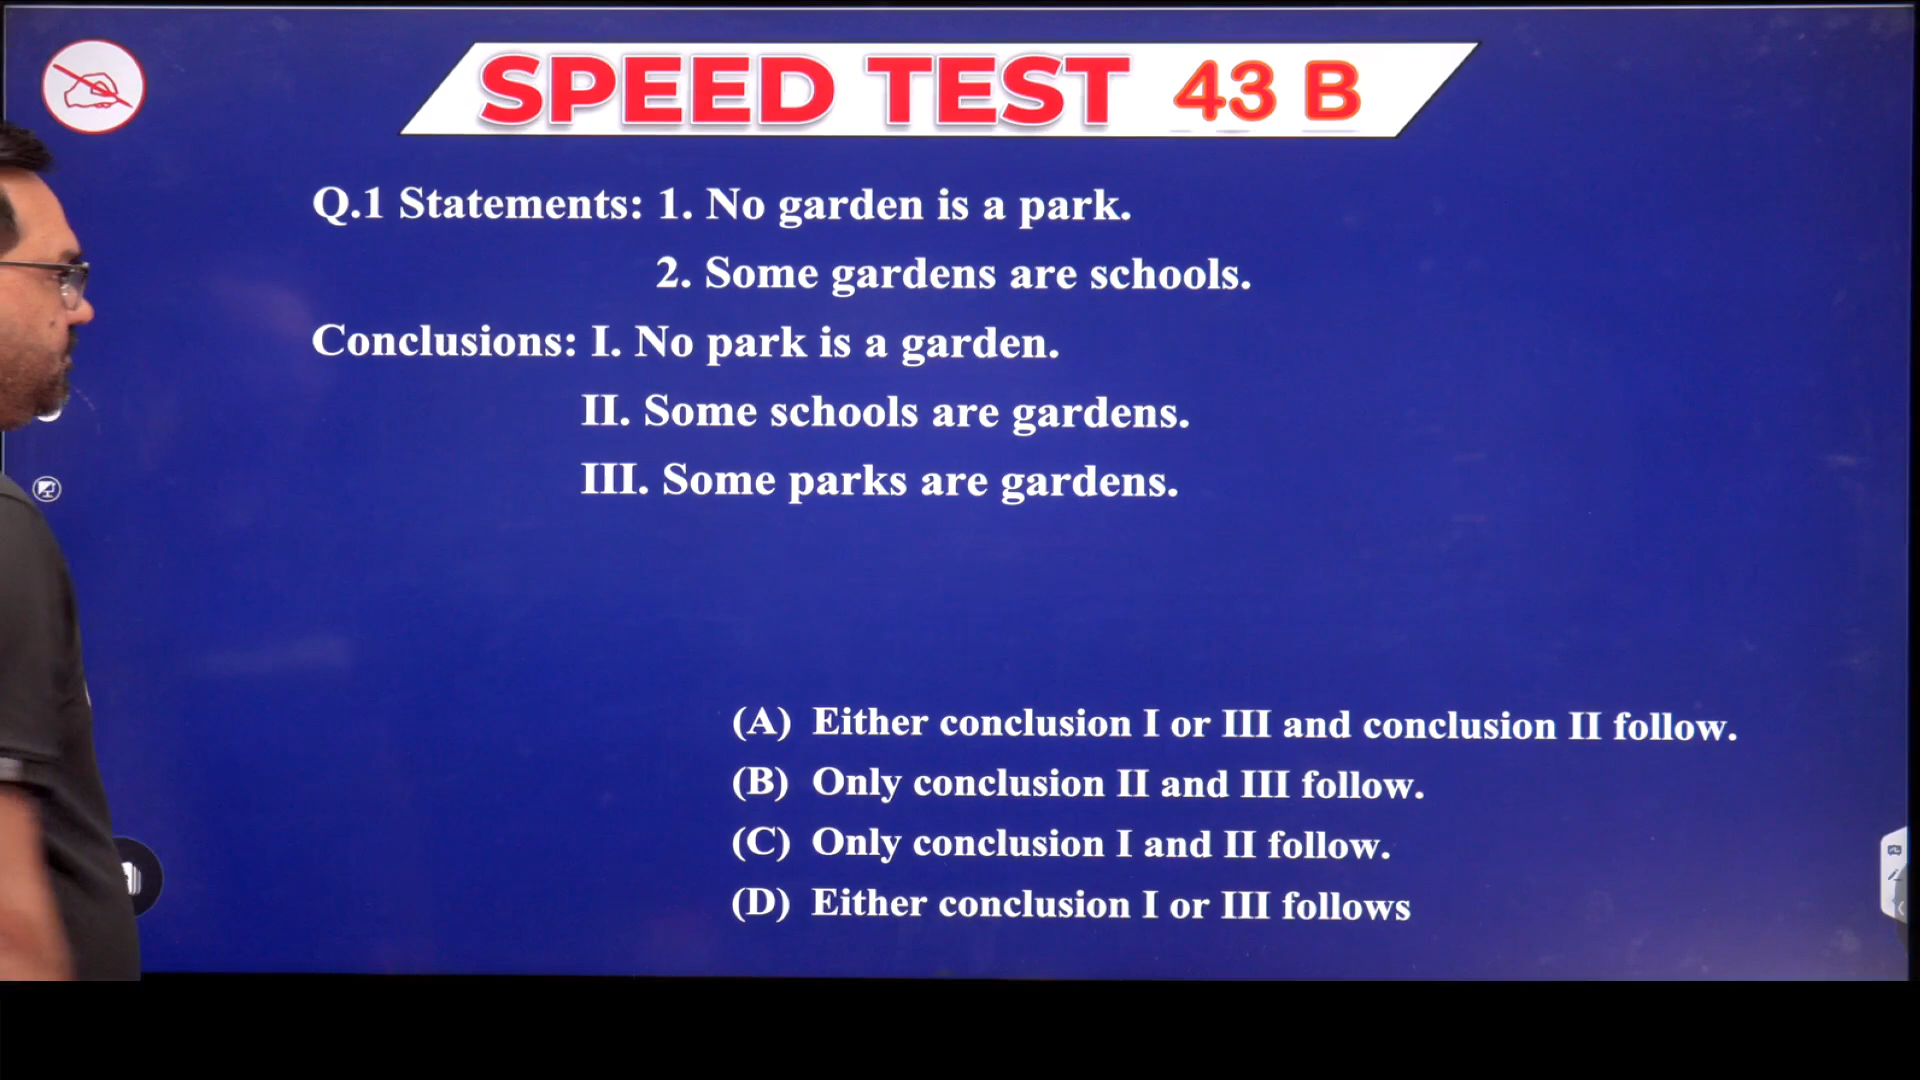 SPEED TEST 43 B
Q.1 Statements: 1. No garden is a park.
2. Some gardens are schools.
Conclusions: I. No park is a garden.
II. Some schools are gardens.
III. Some parks are gardens.
(A) Either conclusion I or III and conclusion II follow.
(B) Only conclusion II and III follow.
(C) Only conclusion I and II follow.
(D) Either conclusion I or III follows